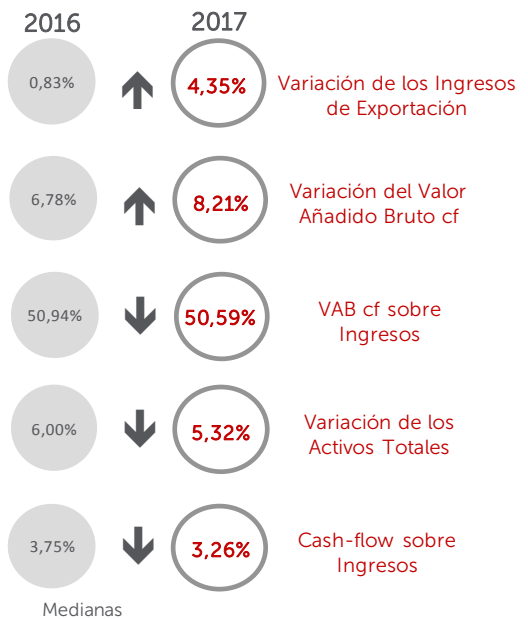 2016 2017
0,83% 4,35% Variación de los Ingresos
de Exportación
6,78% 8,21% Variación del Valor
Añadido Bruto cf
50,94% 50,59% VAB cf sobre
Ingresos
6,00% 5,32% Variación de los
Activos Totales
3,75% 3,26% Cash-flow sobre
Ingresos
Medianas